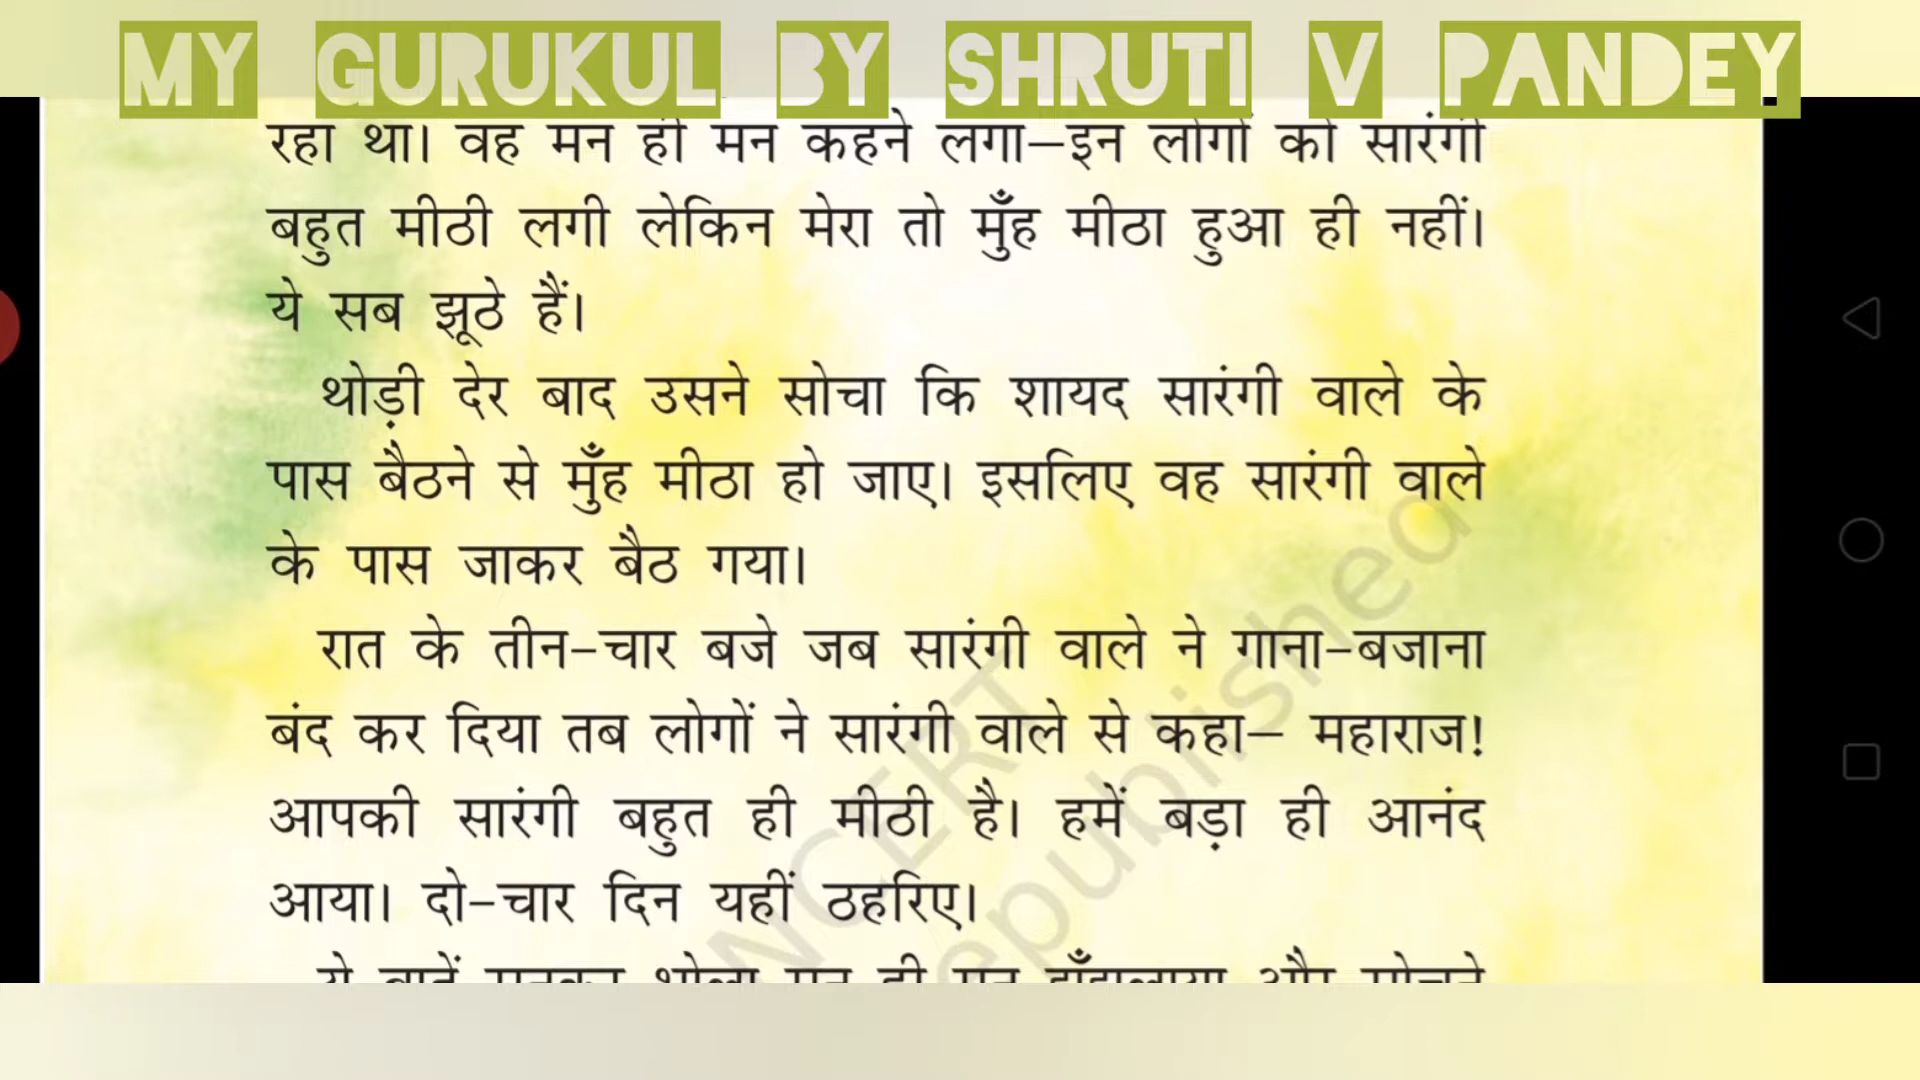 MY GURUKUL BY SHRUTI V PANDEY
रहा था। वह मन ही मन कहने लगा–इन लोगों को सारंगी
बहुत मीठी लगी लेकिन मेरा तो मुँह मीठा हुआ ही नहीं।
ये सब झूठे हैं।
थोड़ी देर बाद उसने सोचा कि शायद सारंगी वाले के
पास बैठने से मुँह मीठा हो जाए। इसलिए वह सारंगी वाले
के पास जाकर बैठ गया।
रात के तीन-चार बजे जब सारंगी वाले ने गाना-बजाना
बंद कर दिया तब लोगों ने सारंगी वाले से कहा– महाराज!
आपकी सारंगी बहुत ही मीठी है। हमें बड़ा ही आनंद
आया। दो-चार दिन यहीं ठहरिए।
NCERT
epublished